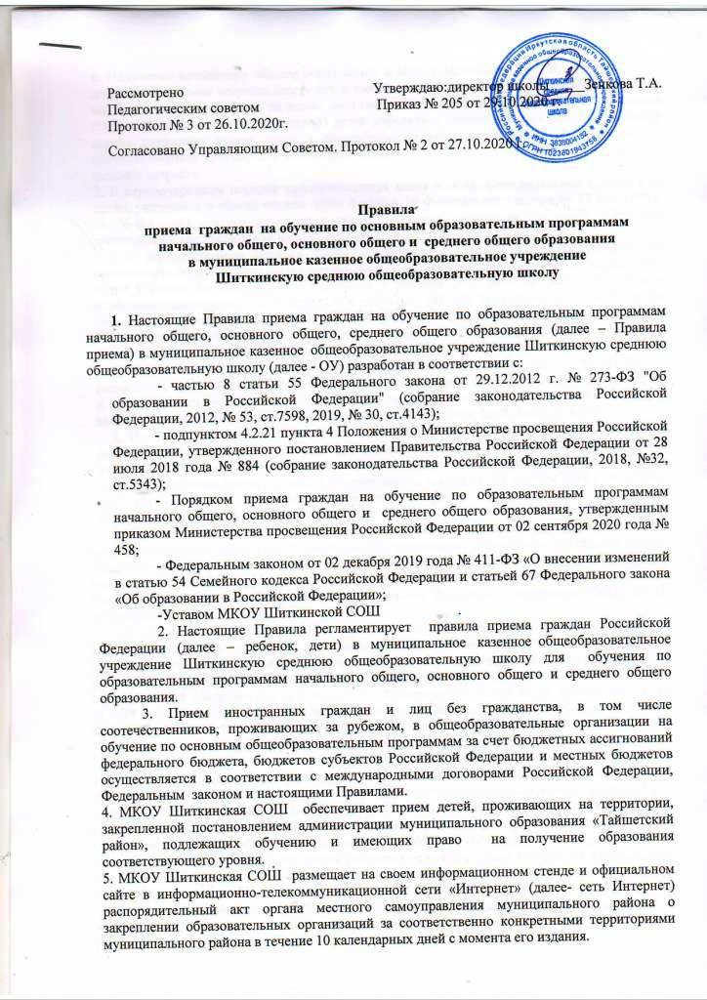 Рассмотрено
Педагогическим советом
Протокол № 3 от 26.10.2020г.
Согласовано Управляющим Советом. Протокол № 2 от 27.10.2020 г.
Утверждаю:директор школы Зейкова Т.А.
Приказ № 205 от 29.10.2020 г.
Шиткинская
средняя
школа
ИНН 3838004192 * ОГРН 1023801943158
Правила
приема граждан на обучение по основным образовательным программам
начального общего, основного общего и среднего общего образования
в муниципальное казенное общеобразовательное учреждение
Шиткинскую среднюю общеобразовательную школу
1. Настоящие Правила приема граждан на обучение по образовательным программам
начального общего, основного общего, среднего общего образования (далее – Правила
приема) в муниципальное казенное общеобразовательное учреждение Шиткинскую среднюю
общеобразовательную школу (далее - ОУ) разработан в соответствии с:
- частью 8 статьи 55 Федерального закона от 29.12.2012 г. № 273-ФЗ "Об
образовании в Российской Федерации" (собрание законодательства Российской
Федерации, 2012, № 53, ст.7598, 2019, № 30, ст.4143);
- подпунктом 4.2.21 пункта 4 Положения о Министерстве просвещения Российской
Федерации, утвержденного постановлением Правительства Российской Федерации от 28
июля 2018 года № 884 (собрание законодательства Российской Федерации, 2018, №32,
ст.5343);
- Порядком приема граждан на обучение по образовательным программам
начального общего, основного общего и среднего общего образования, утвержденным
приказом Министерства просвещения Российской Федерации от 02 сентября 2020 года №
458;
- Федеральным законом от 02 декабря 2019 года № 411-ФЗ «О внесении изменений
в статью 54 Семейного кодекса Российской Федерации и статьей 67 Федерального закона
«Об образовании в Российской Федерации»;
-Уставом МКОУ Шиткинской СОШ
2. Настоящие Правила регламентирует правила приема граждан Российской
Федерации (далее – ребенок, дети) в муниципальное казенное общеобразовательное
учреждение Шиткинскую среднюю общеобразовательную школу для обучения по
образовательным программам начального общего, основного общего и среднего общего
образования.
3. Прием иностранных граждан и лиц без гражданства, в том числе
соотечественников, проживающих за рубежом, в общеобразовательные организации на
обучение по основным общеобразовательным программам за счет бюджетных ассигнований
федерального бюджета, бюджетов субъектов Российской Федерации и местных бюджетов
осуществляется в соответствии с международными договорами Российской Федерации,
Федеральным законом и настоящими Правилами.
4. МКОУ Шиткинская СОШ обеспечивает прием детей, проживающих на территории,
закрепленной постановлением администрации муниципального образования «Тайшетский
район», подлежащих обучению и имеющих право на получение образования
соответствующего уровня.
5. МКОУ Шиткинская СОШ размещает на своем информационном стенде и официальном
сайте в информационно-телекоммуникационной сети «Интернет» (далее- сеть Интернет)
распорядительный акт органа местного самоуправления муниципального района о
закреплении образовательных организаций за соответственно конкретными территориями
муниципального района в течение 10 календарных дней с момента его издания.